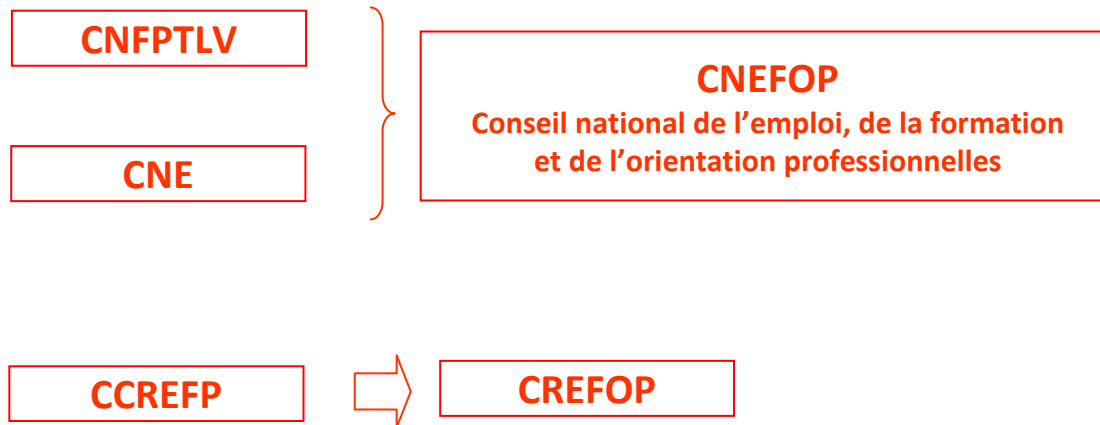 CNFPTLV
CNE
CNEFOP
Conseil national de l’emploi, de la formation
et de l’orientation professionnelles
CCREFP
CREFOP